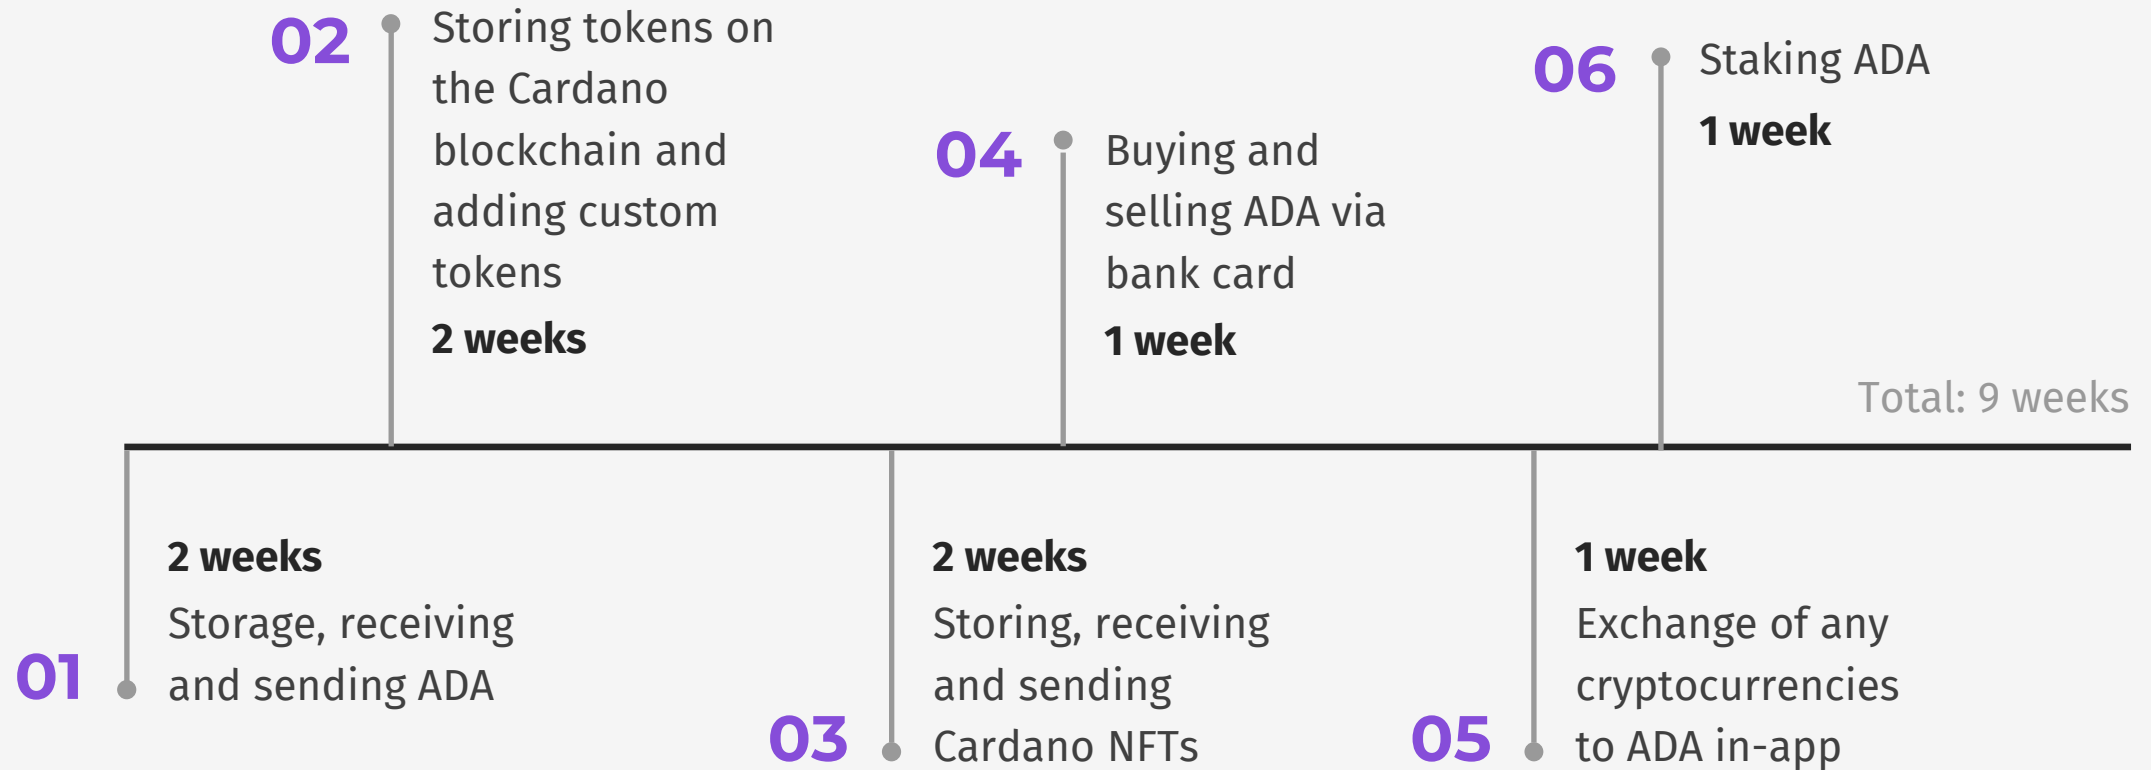 02
Storing tokens on
the Cardano
blockchain and
adding custom
tokens
2 weeks
04
Buying and
selling ADA via
bank card
1 week
06
Staking ADA
1 week
Total: 9 weeks
01
2 weeks
Storage, receiving
and sending ADA
03
2 weeks
Storing, receiving
and sending
Cardano NFTs
05
1 week
Exchange of any
cryptocurrencies
to ADA in-app